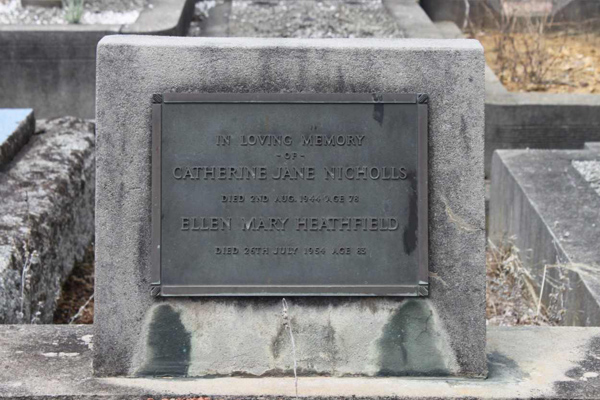 IN LOVING MEMORY
- OF -
CATHERINE JANE NICHOLLS
DIED 2ND AUG. 1944 AGE 78
ELLEN MARY HEATHFIELD
DIED 26TH JULY 1954 AGE 85